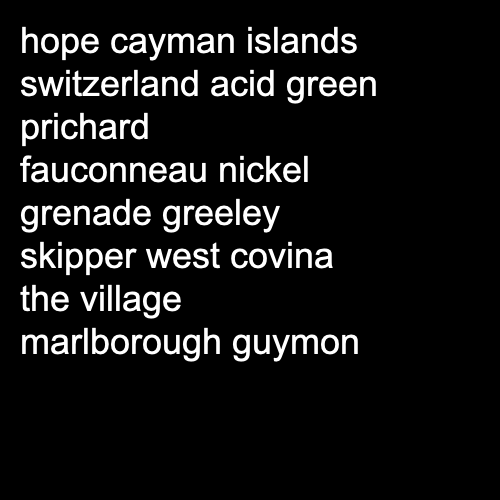 hope cayman islands
switzerland acid green
prichard
fauconneau nickel
grenade greeley
skipper west covina
the village
marlborough guymon